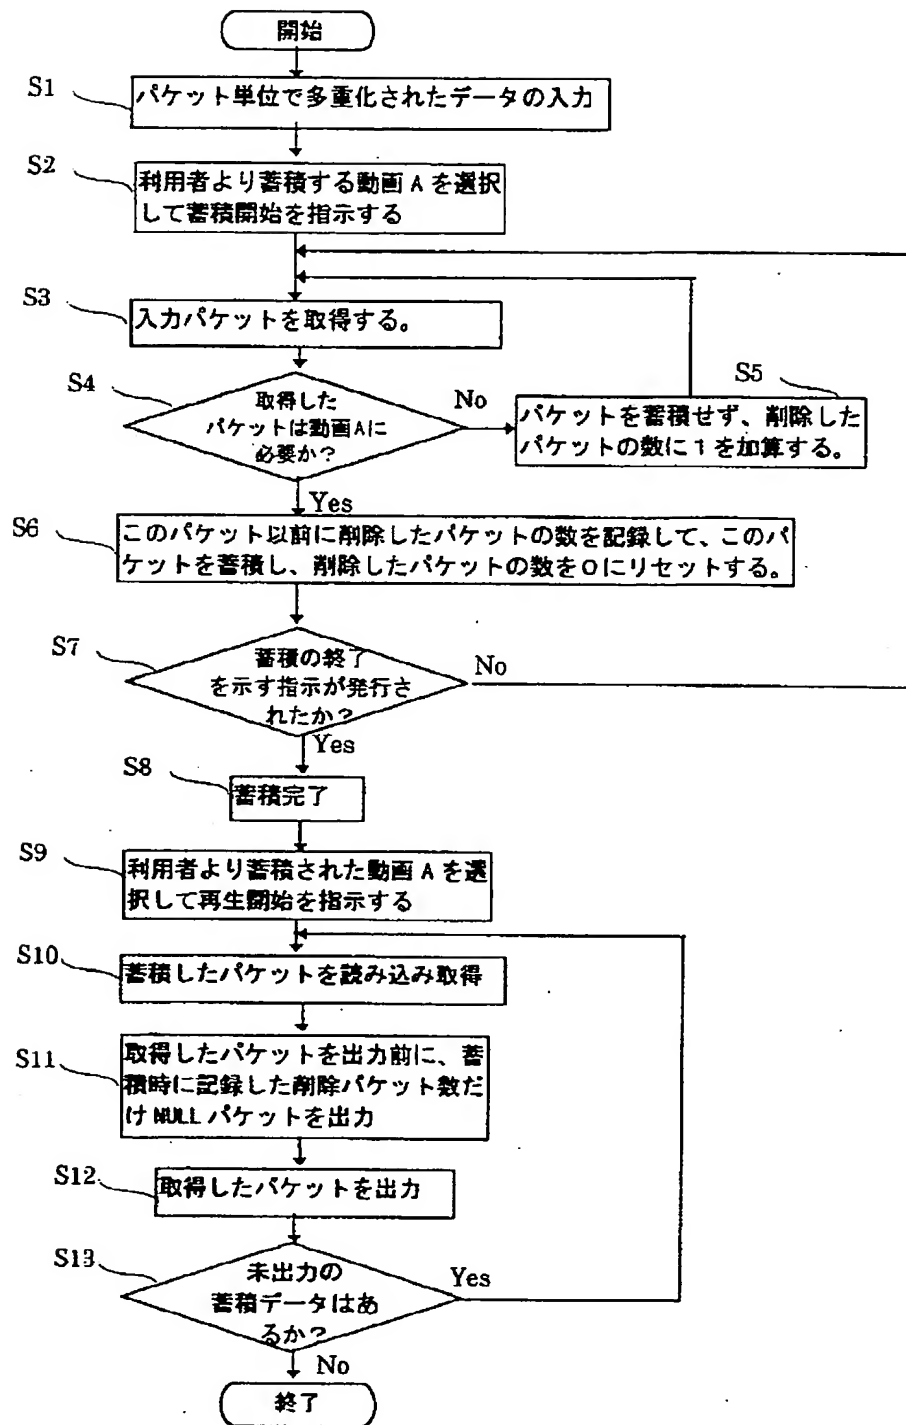 開始
S1
パケット単位で多重化されたデータの入力
S2
利用者より蓄積する動画Aを選択
して蓄積開始を指示する
S3
入力パケットを取得する。
S4
取得した
パケットは動画Aに
必要か?
No
S5
パケットを蓄積せず、削除した
パケットの数に1を加算する。
Yes
S6
このパケット以前に削除したパケットの数を記録して、このパ
ケットを蓄積し、削除したパケットの数を0にリセットする。
S7
蓄積の終了
を示す指示が発行さ
れたか?
No
Yes
S8
蓄積完了
S9
利用者より蓄積された動画Aを選
択して再生開始を指示する
S10
蓄積したパケットを読み込み取得
S11
取得したパケットを出力前に、蓄
積時に記録した削除パケット数だ
けNULLパケットを出力
S12
取得したパケットを出力
S13
未出力の
蓄積データはあ
るか?
Yes
No
終了